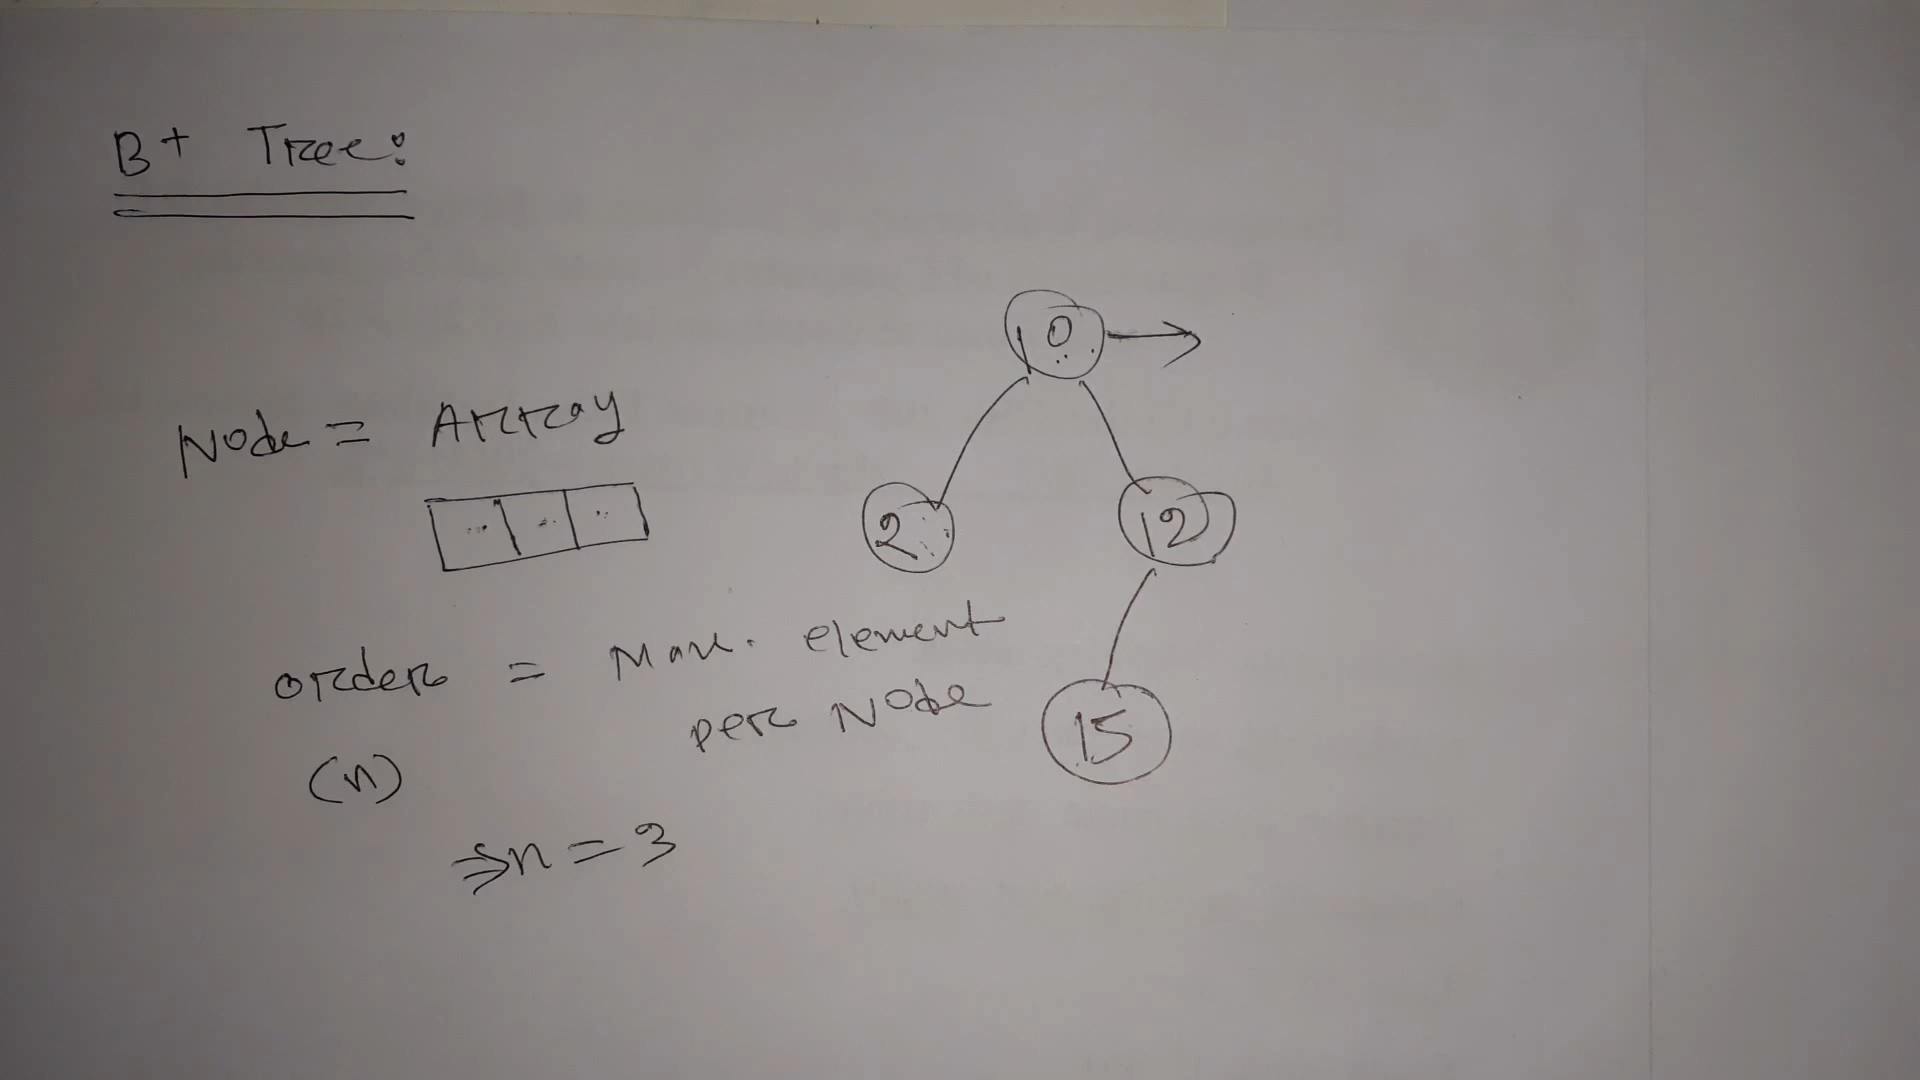 B+ Tree:
10
Node = Array
2
12
order = Max. element
per Node
15
(n)
⇒n = 3